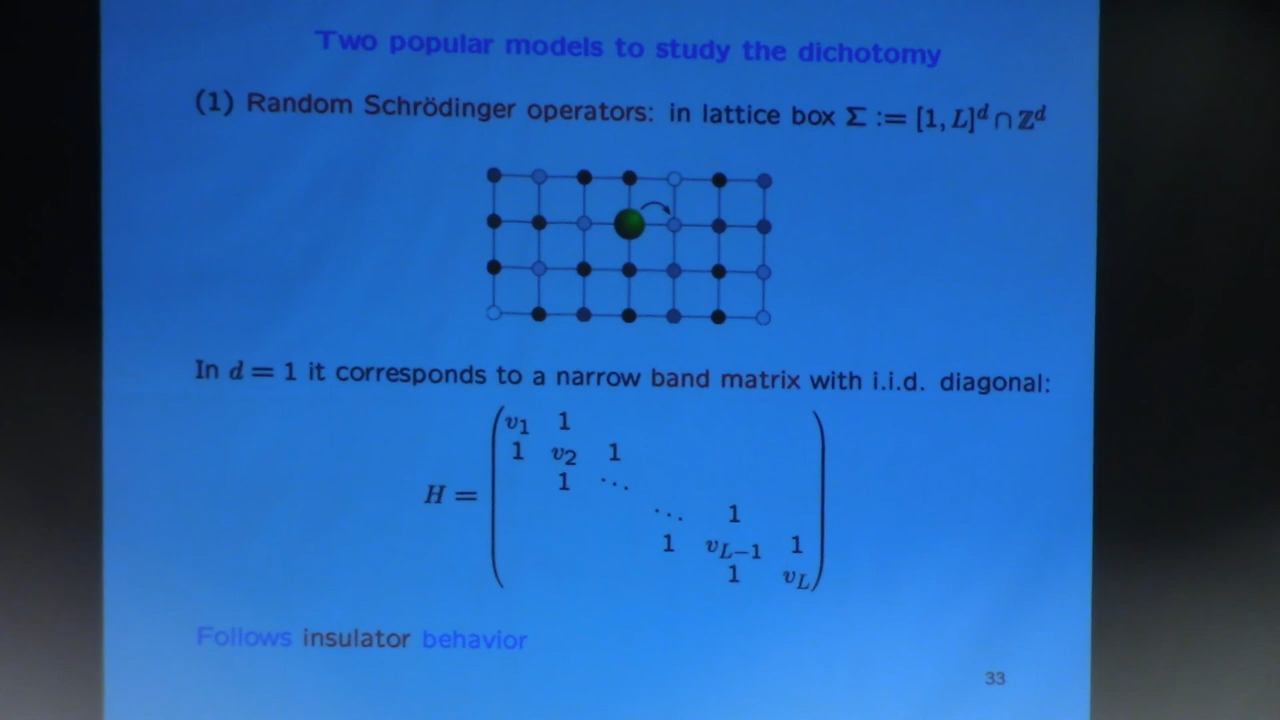 Two popular models to study the dichotomy
(1) Random Schrödinger operators: in lattice box Σ := [1, L]^d ∩ ℤ^d
In d = 1 it corresponds to a narrow band matrix with i.i.d. diagonal:
v_1 1
1 v_2 1
1 ⋱
H =
⋱ 1
1 v_{L−1} 1
1 v_L
Follows insulator behavior
33